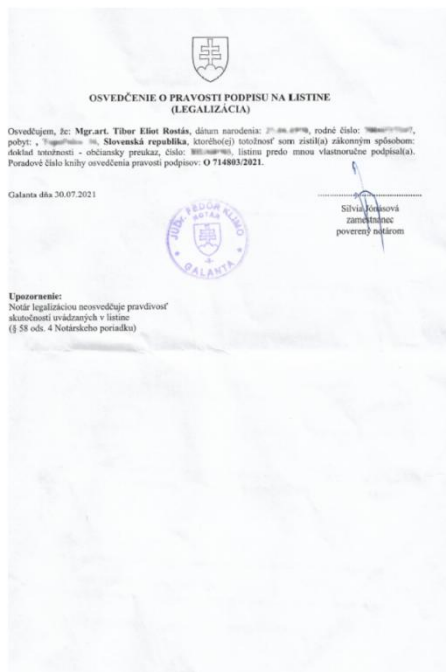 OSVEDČENIE O PRAVOSTI PODPISU NA LISTINE
(LEGALIZÁCIA)
Osvedčujem, že: Mgr.art. Tibor Eliot Rostás, dátum narodenia: , rodné číslo: ,
pobyt: , , Slovenská republika, ktorého(ej) totožnosť som zistil(a) zákonným spôsobom:
doklad totožnosti - občiansky preukaz, číslo: , listinu predo mnou vlastnoručne podpísal(a).
Poradové číslo knihy osvedčenia pravosti podpisov: O 714803/2021.
Galanta dňa 30.07.2021
Silvia Jónásová
zamestnanec
poverený notárom
JUDr. FEDOR KLIMO
NOTÁR
GALANTA
Upozornenie:
Notár legalizáciou neosvedčuje pravdivosť
skutočností uvádzaných v listine
(§ 58 ods. 4 Notárskeho poriadku)